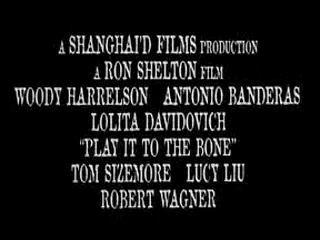 A SHANGHAI'D FILMS PRODUCTION
A RON SHELTON FILM
WOODY HARRELSON ANTONIO BANDERAS
LOLITA DAVIDOVICH
"PLAY IT TO THE BONE"
TOM SIZEMORE LUCY LIU
ROBERT WAGNER